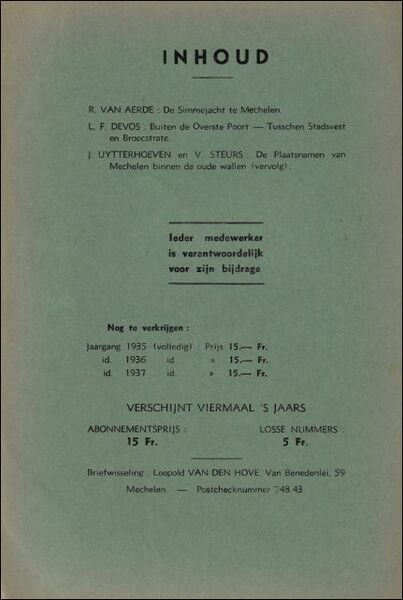 INHOUD
R. VAN AERDE : De Simmejacht te Mechelen.
L. F. DEVOS : Buiten de Overste Poort — Tusschen Stadsvest
en Broecstrate.
J. UYTTERHOEVEN en V. STEURS : De Plaatsnamen van
Mechelen binnen de oude wallen (vervolg).
Ieder medewerker
is verantwoordelijk
voor zijn bijdrage.
Nog te verkrijgen :
Jaargang 1935 (volledig) : Prijs 15.— Fr.
id. 1936 id » 15.— Fr.
id. 1937 id. » 15.— Fr.
VERSCHIJNT VIERMAAL 'S JAARS
ABONNEMENTSPRIJS : LOSSE NUMMERS :
15 Fr. 5 Fr.
Briefwisseling : Leopold VAN DEN HOVE, Van Benedenlei, 59
Mechelen. — Postchecknummer 748.43